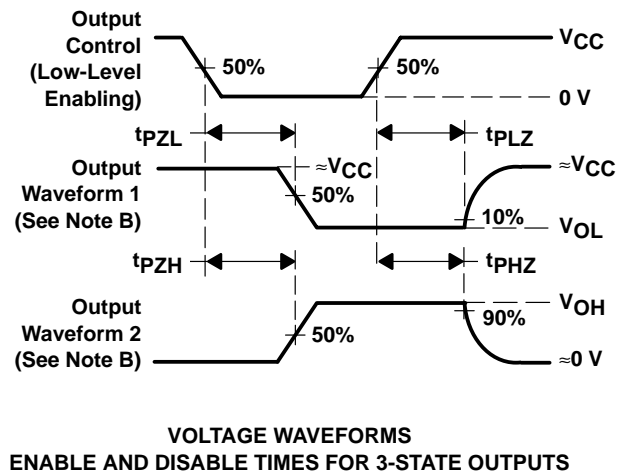 Output
Control
(Low-Level
Enabling)
50%
50%
VCC
0 V
tPZL
tPLZ
Output
Waveform 1
(See Note B)
≈VCC
50%
≈VCC
10%
VOL
tPZH
tPHZ
Output
Waveform 2
(See Note B)
50%
VOH
90%
≈0 V
VOLTAGE WAVEFORMS
ENABLE AND DISABLE TIMES FOR 3-STATE OUTPUTS